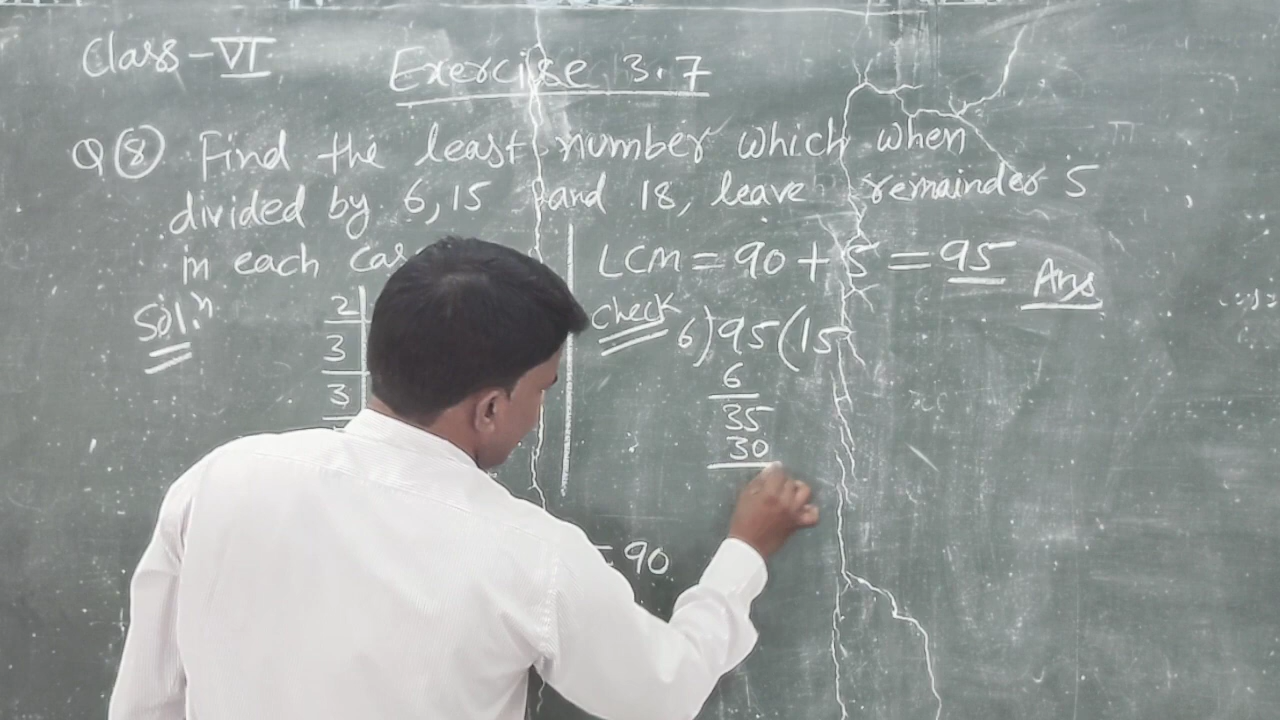 Class - VI
Exercise 3.7
Q 8 Find the least number which when
divided by 6, 15 and 18, leave remainder 5
in each
Sol.n
2
3
3
= 90
LCM = 90 + 5 = 95 Ans
Check 6)95(15
6
35
30